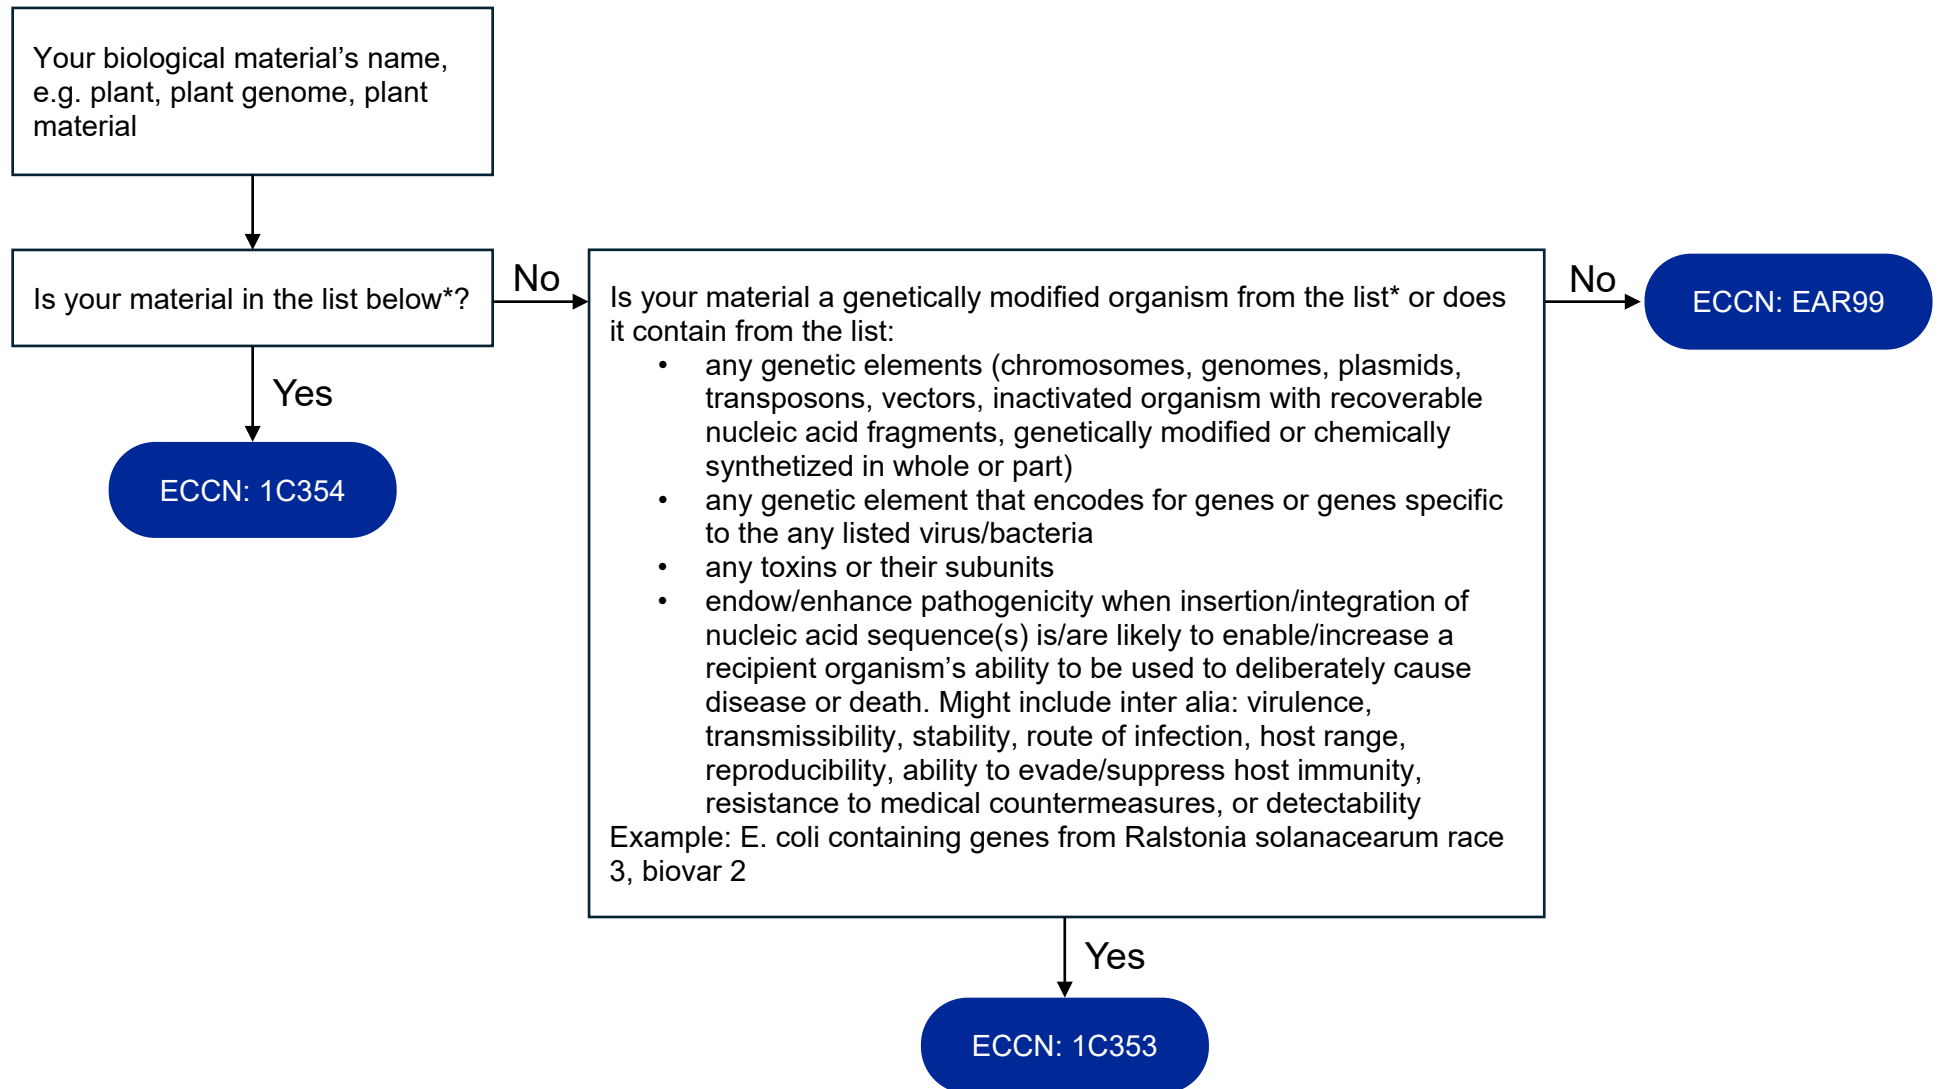 Your biological material’s name,
e.g. plant, plant genome, plant
material
Is your material in the list below*?
No
Yes
ECCN: 1C354
Is your material a genetically modified organism from the list* or does
it contain from the list:
• any genetic elements (chromosomes, genomes, plasmids,
transposons, vectors, inactivated organism with recoverable
nucleic acid fragments, genetically modified or chemically
synthetized in whole or part)
• any genetic element that encodes for genes or genes specific
to the any listed virus/bacteria
• any toxins or their subunits
• endow/enhance pathogenicity when insertion/integration of
nucleic acid sequence(s) is/are likely to enable/increase a
recipient organism’s ability to be used to deliberately cause
disease or death. Might include inter alia: virulence,
transmissibility, stability, route of infection, host range,
reproducibility, ability to evade/suppress host immunity,
resistance to medical countermeasures, or detectability
Example: E. coli containing genes from Ralstonia solanacearum race
3, biovar 2
No
ECCN: EAR99
Yes
ECCN: 1C353